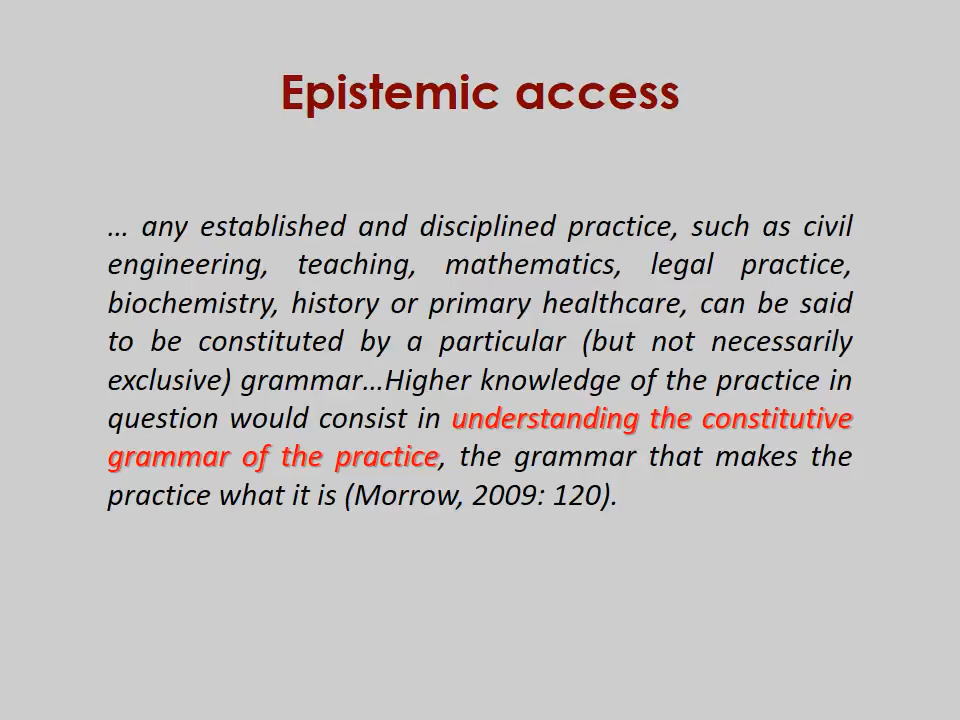 Epistemic access
... any established and disciplined practice, such as civil
engineering, teaching, mathematics, legal practice,
biochemistry, history or primary healthcare, can be said
to be constituted by a particular (but not necessarily
exclusive) grammar...Higher knowledge of the practice in
question would consist in understanding the constitutive
grammar of the practice, the grammar that makes the
practice what it is (Morrow, 2009: 120).